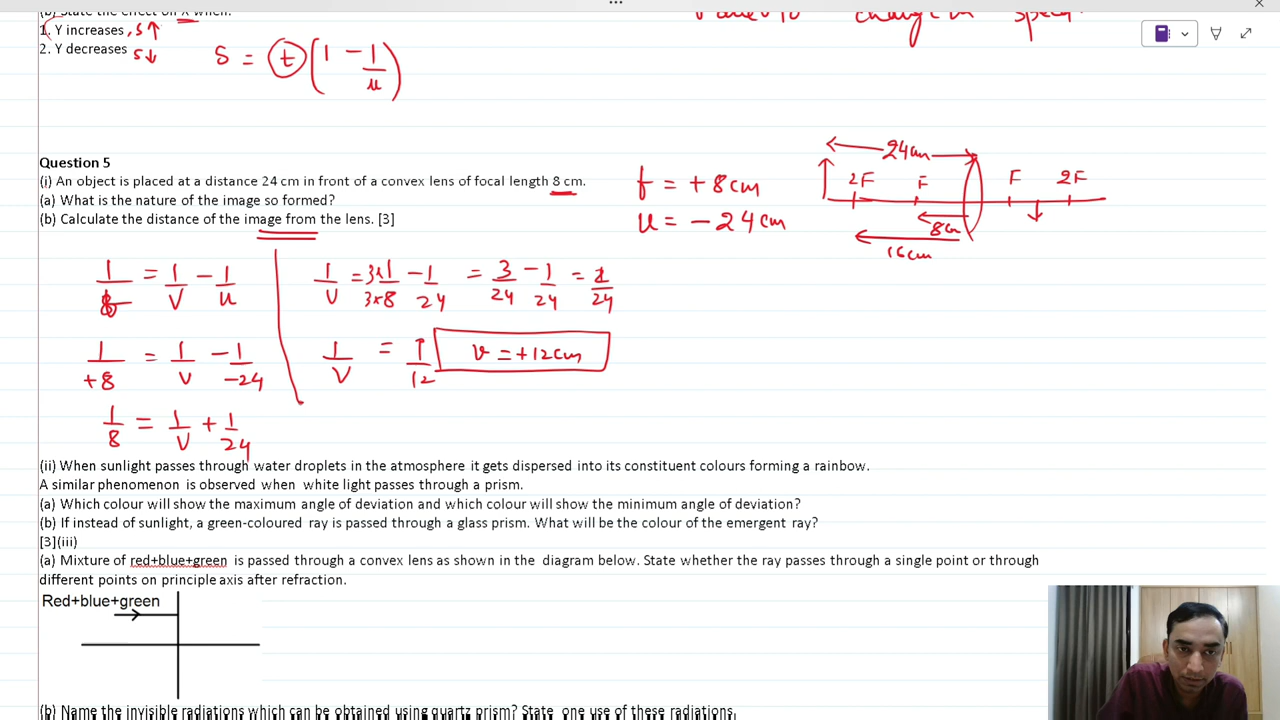 (b) State the effect on X when:
1. Y increases , s↑
2. Y decreases s↓
S = t (1 - 1/μ)
change in
Question 5
(i) An object is placed at a distance 24 cm in front of a convex lens of focal length 8 cm.
(a) What is the nature of the image so formed?
(b) Calculate the distance of the image from the lens. [3]
f = +8cm
u = -24cm
24cm
2F F F 2F
8cm
16cm
1/f = 1/v - 1/u
1/+8 = 1/v - 1/-24
1/8 = 1/v + 1/24
1/v = 3×1/3×8 - 1/24 = 3/24 - 1/24 = 2/24
1/v = 1/12 v = +12cm
(ii) When sunlight passes through water droplets in the atmosphere it gets dispersed into its constituent colours forming a rainbow.
A similar phenomenon is observed when white light passes through a prism.
(a) Which colour will show the maximum angle of deviation and which colour will show the minimum angle of deviation?
(b) If instead of sunlight, a green-coloured ray is passed through a glass prism. What will be the colour of the emergent ray?
[3](iii)
(a) Mixture of red+blue+green is passed through a convex lens as shown in the diagram below. State whether the ray passes through a single point or through
different points on principle axis after refraction.
Red+blue+green
(b) Name the invisible radiations which can be obtained using quartz prism? State one use of these radiations.